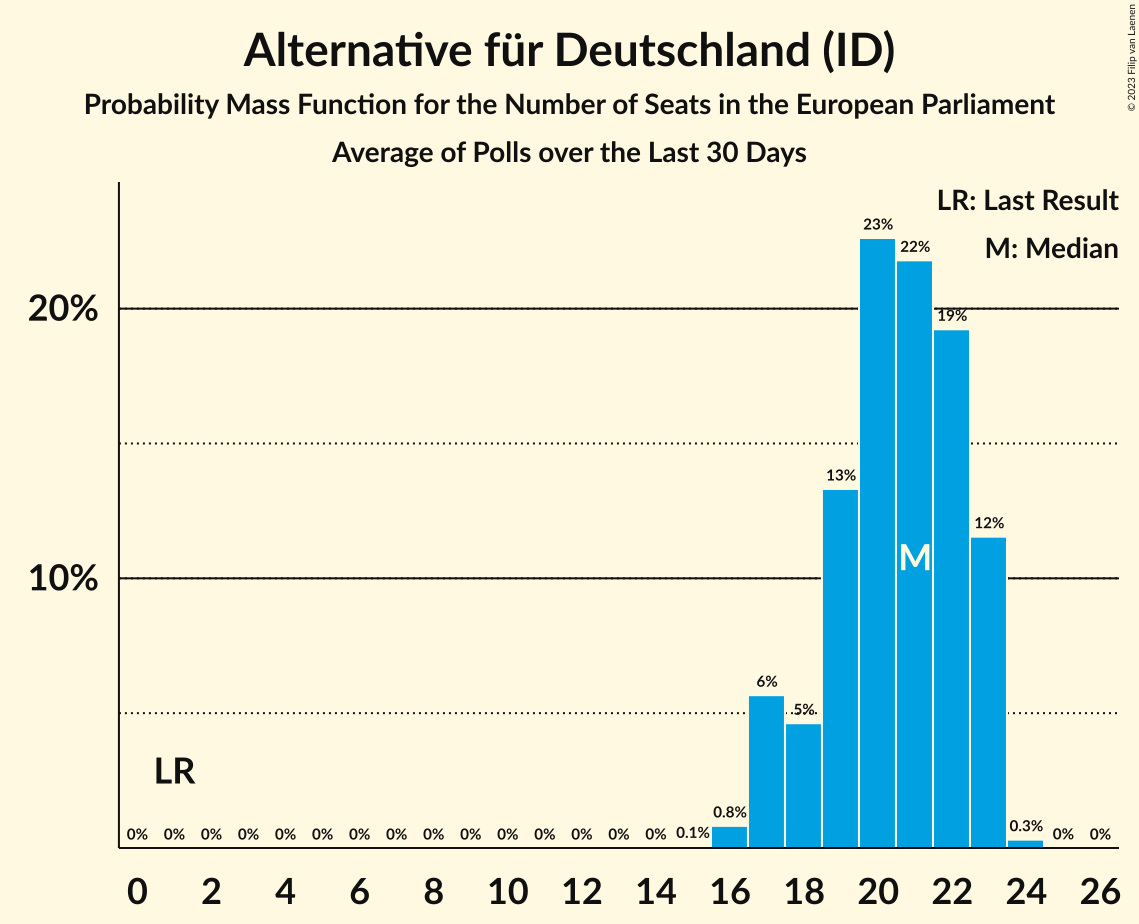 Alternative für Deutschland (ID)
Probability Mass Function for the Number of Seats in the European Parliament
Average of Polls over the Last 30 Days
© 2023 Filip van Laenen
LR: Last Result
M: Median
20%
10%
LR
M
0% 0% 0% 0% 0% 0% 0% 0% 0% 0% 0% 0% 0% 0% 0% 0.1% 0.8% 6% 5% 13% 23% 22% 19% 12% 0.3% 0% 0%
0 2 4 6 8 10 12 14 16 18 20 22 24 26